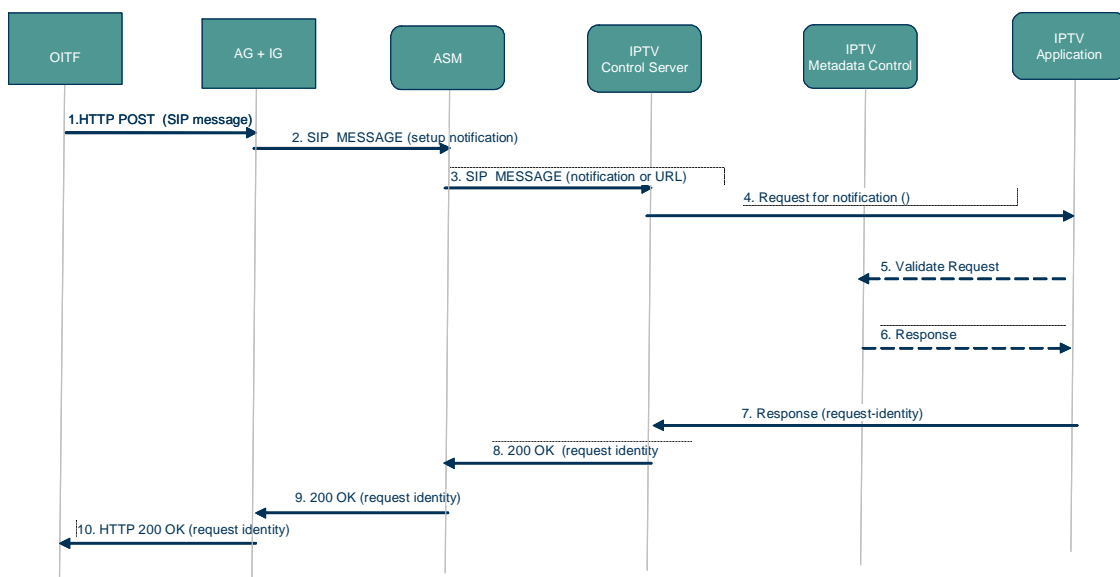 OITF
AG + IG
ASM
IPTV
Control Server
IPTV
Metadata Control
IPTV
Application
1.HTTP POST  (SIP message)
2. SIP  MESSAGE (setup notification)
3. SIP  MESSAGE (notification or URL)
4. Request for notification ()
5. Validate Request
6. Response
7. Response (request-identity)
8. 200 OK  (request identity
9. 200 OK (request identity)
10. HTTP 200 OK (request identity)